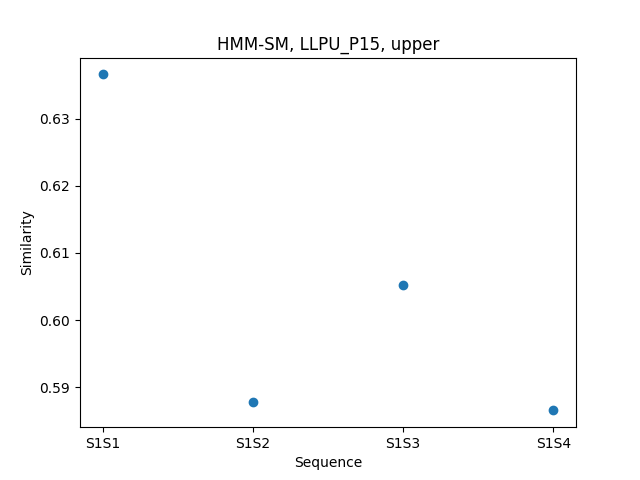 HMM-SM, LLPU_P15, upper
0.63
0.62
0.61
0.60
0.59
Similarity
S1S1 S1S2 S1S3 S1S4
Sequence